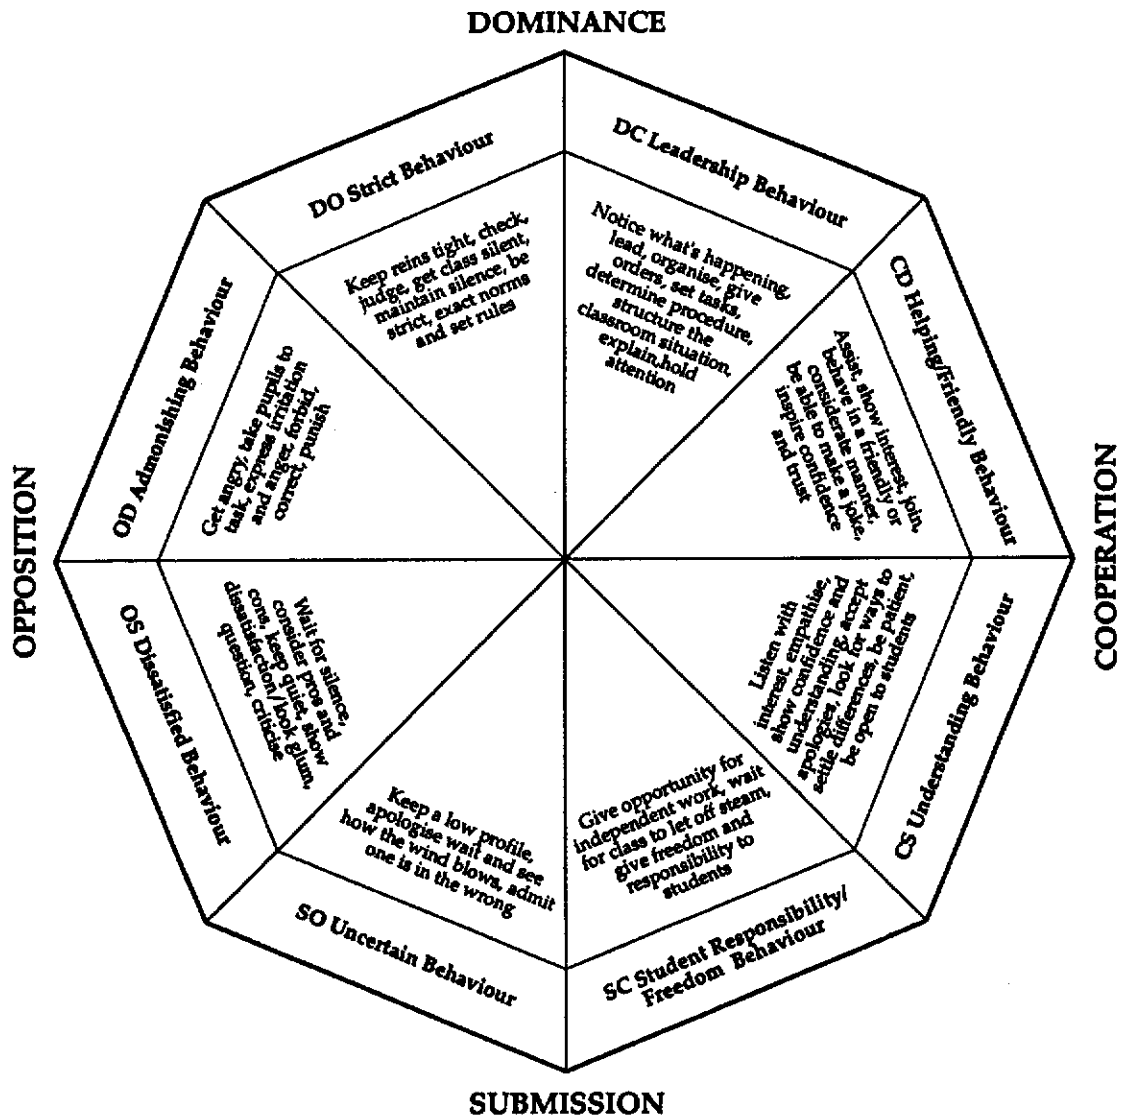 DOMINANCE
DC Leadership Behaviour
Notice what's happening,
lead, organise, give
orders, set tasks,
determine procedure,
structure the
classroom situation,
explain,hold
attention
CD Helping/Friendly Behaviour
Assist, show interest, join,
behave in a friendly or
considerate manner,
be able to make a joke,
inspire confidence
and trust
COOPERATION
CS Understanding Behaviour
Listen with
interest, empathise,
show confidence and
understanding, accept
apologies, look for ways to
settle differences, be patient,
be open to students
SC Student Responsibility/
Freedom Behaviour
Give opportunity for
independent work, wait
for class to let off steam,
give freedom and
responsibility to
students
SUBMISSION
SO Uncertain Behaviour
Keep a low profile,
apologise wait and see
how the wind blows, admit
one is in the wrong
OS Dissatisfied Behaviour
Wait for silence,
consider pros and
cons, keep quiet, show
dissatisfaction/look glum,
question, criticise
OPPOSITION
OD Admonishing Behaviour
Get angry, take pupils to
task, express irritation
and anger, forbid,
correct, punish
DO Strict Behaviour
Keep reins tight, check,
judge, get class silent,
maintain silence, be
strict, exact norms
and set rules